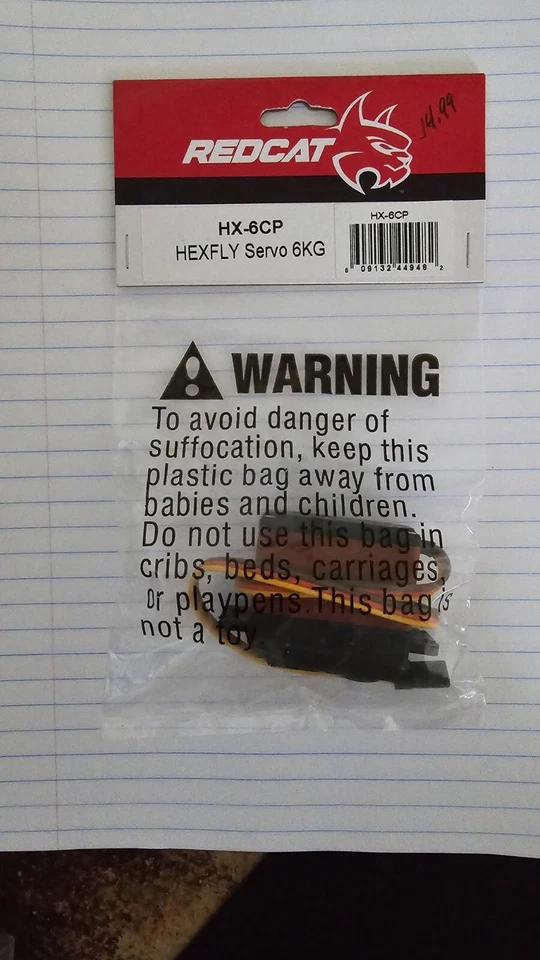 REDCAT
14.99
HX-6CP
HEXFLY Servo 6KG
HX-6CP
6 09132 44948 2
WARNING
To avoid danger of
suffocation, keep this
plastic bag away from
babies and children.
Do not use this bag in
cribs, beds, carriages,
or playpens.This bag is
not a toy